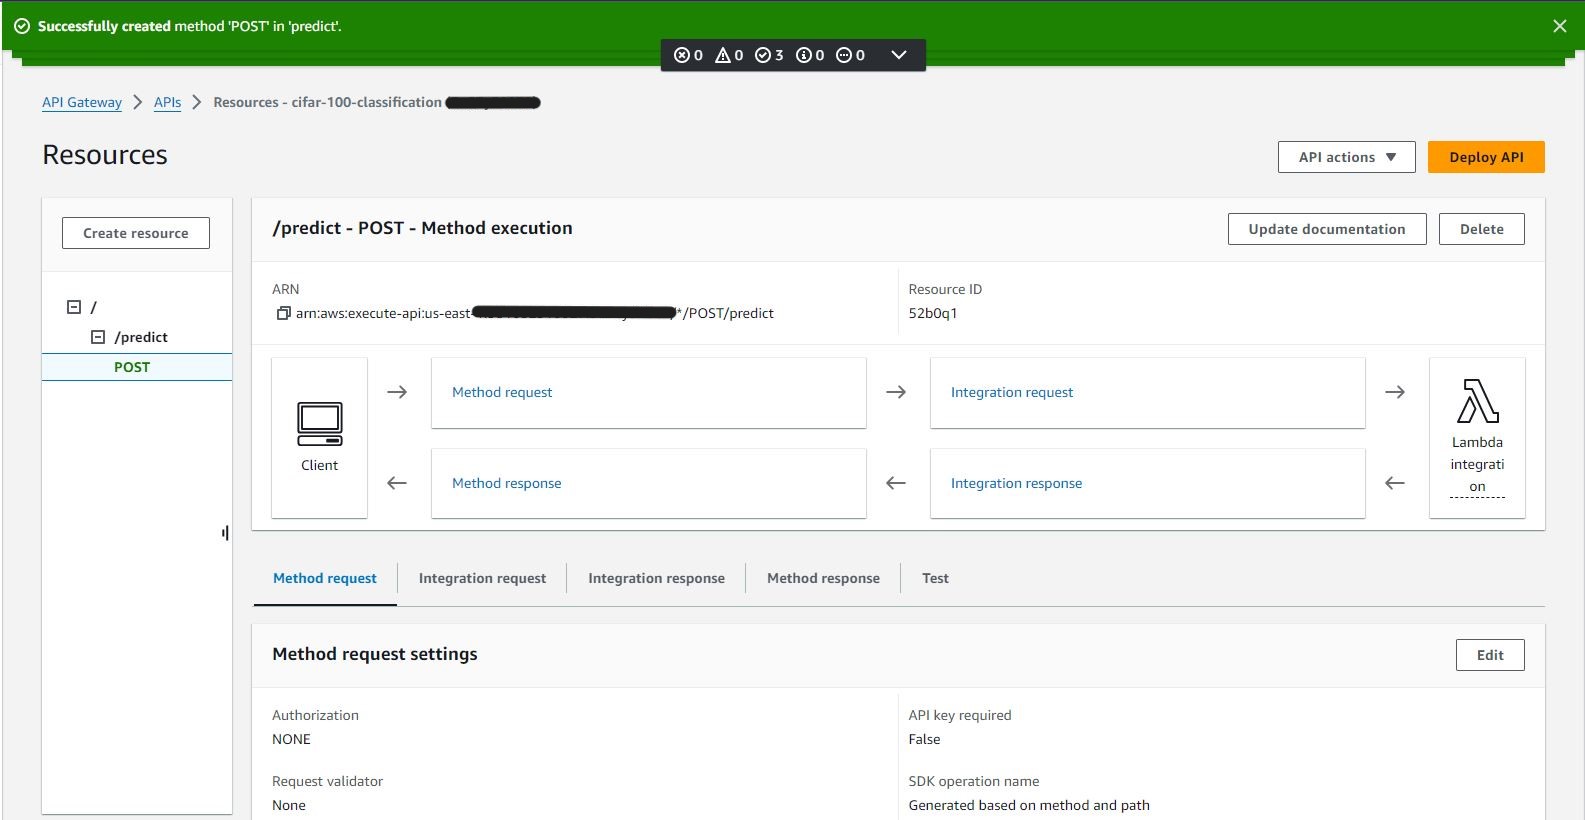 Successfully created method 'POST' in 'predict'.
0 0 3 0 0
API Gateway > APIs > Resources - cifar-100-classification
Resources
API actions ▼ Deploy API
Create resource
/
/predict
POST
/predict - POST - Method execution
Update documentation Delete
ARN
arn:aws:execute-api:us-east- */POST/predict
Resource ID
52b0q1
Client
Method request
Integration request
Method response
Integration response
Lambda
integrati
on
Method request Integration request Integration response Method response Test
Method request settings
Edit
Authorization
NONE
API key required
False
Request validator
None
SDK operation name
Generated based on method and path